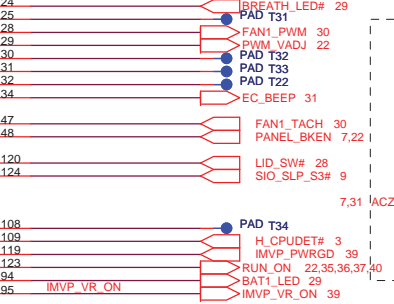 24 BREATH_LED# 29
25 PAD T31
28 FAN1_PWM 30
29 PWM_VADJ 22
30 PAD T32
31 PAD T33
32 PAD T22
34 EC_BEEP 31
47 FAN1_TACH 30
48 PANEL_BKEN 7,22
120 LID_SW# 28
124 SIO_SLP_S3# 9
7,31 ACZ
108 PAD T34
109 H_CPUDET# 3
119 IMVP_PWRGD 39
123 RUN_ON 22,35,36,37,40
94 BAT1_LED 29
95 IMVP_VR_ON IMVP_VR_ON 39